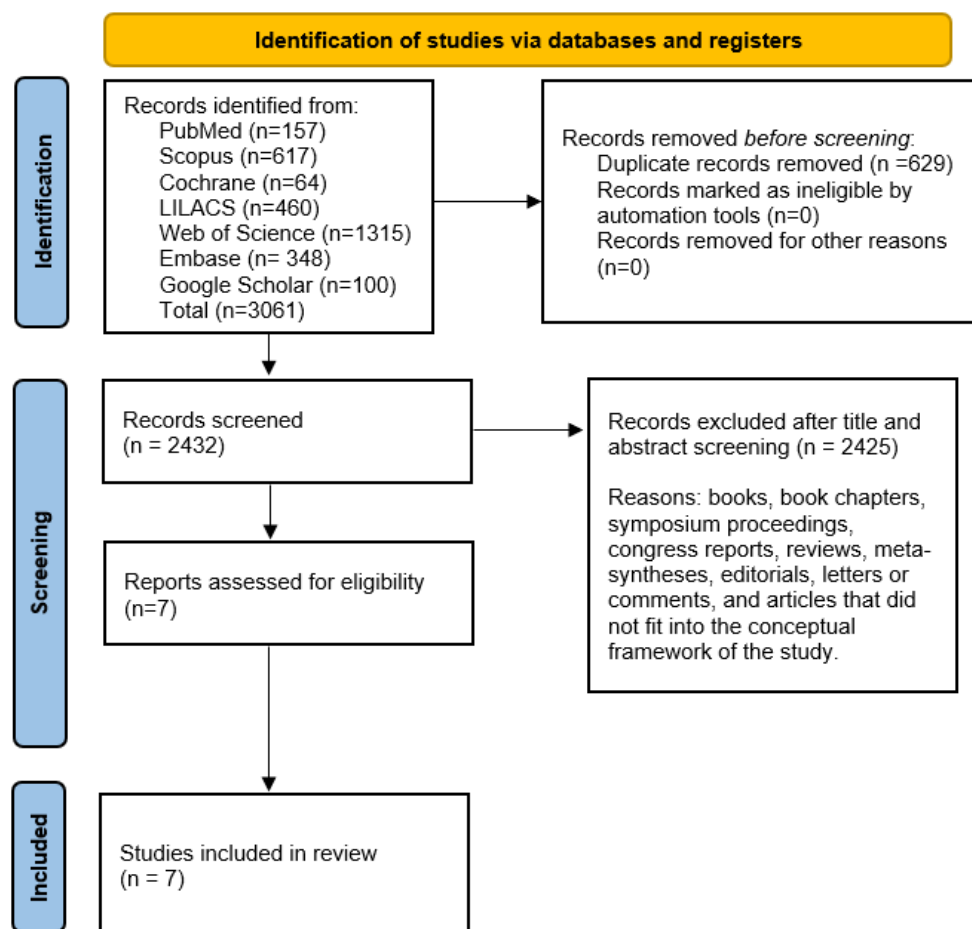 Identification of studies via databases and registers
Identification
Records identified from:
PubMed (n=157)
Scopus (n=617)
Cochrane (n=64)
LILACS (n=460)
Web of Science (n=1315)
Embase (n= 348)
Google Scholar (n=100)
Total (n=3061)
Records removed before screening:
Duplicate records removed (n =629)
Records marked as ineligible by
automation tools (n=0)
Records removed for other reasons
(n=0)
Screening
Records screened
(n = 2432)
Records excluded after title and
abstract screening (n = 2425)
Reasons: books, book chapters,
symposium proceedings,
congress reports, reviews, meta-
syntheses, editorials, letters or
comments, and articles that did
not fit into the conceptual
framework of the study.
Reports assessed for eligibility
(n=7)
Included
Studies included in review
(n = 7)